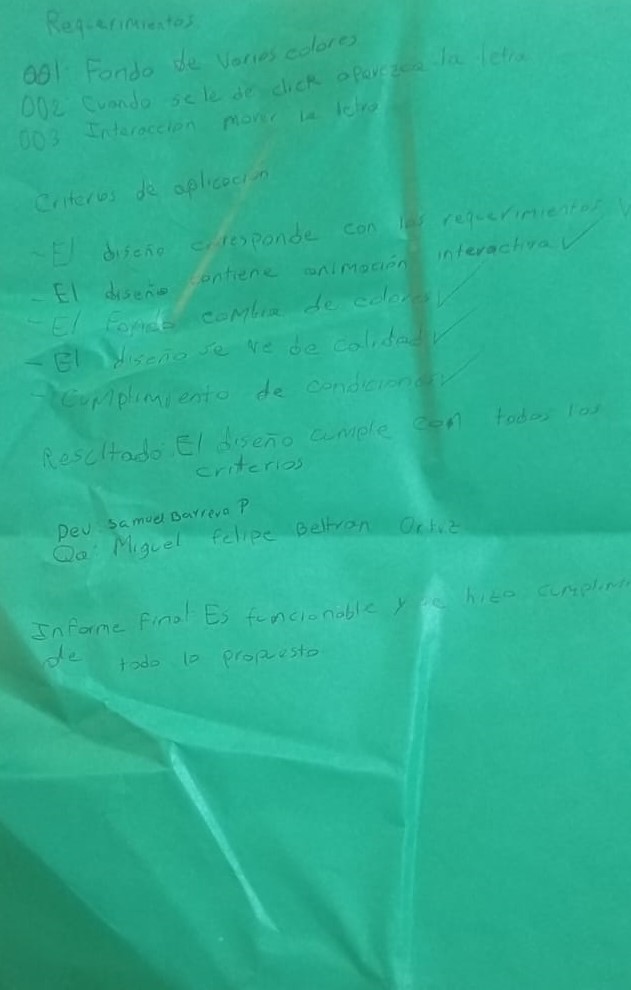 Requerimientos
001 Fondo de varios colores
002 Cuando se le de click aparezca la letra
003 Interaccion mover la letra
Criterios de aplicacion
- El diseño corresponde con los requerimientos ✓
- El diseño contiene animación interactiva ✓
- El Fondo cambia de colores ✓
- El diseño se ve de calidad ✓
- Cumplimiento de condiciones ✓
Resultado: El diseño cumple con todos los
criterios
Dev: Samuel Barrera P
Qa: Miguel Felipe Beltran Ortiz
Informe Final: Es funcionable y se hizo
de todo lo propuesto